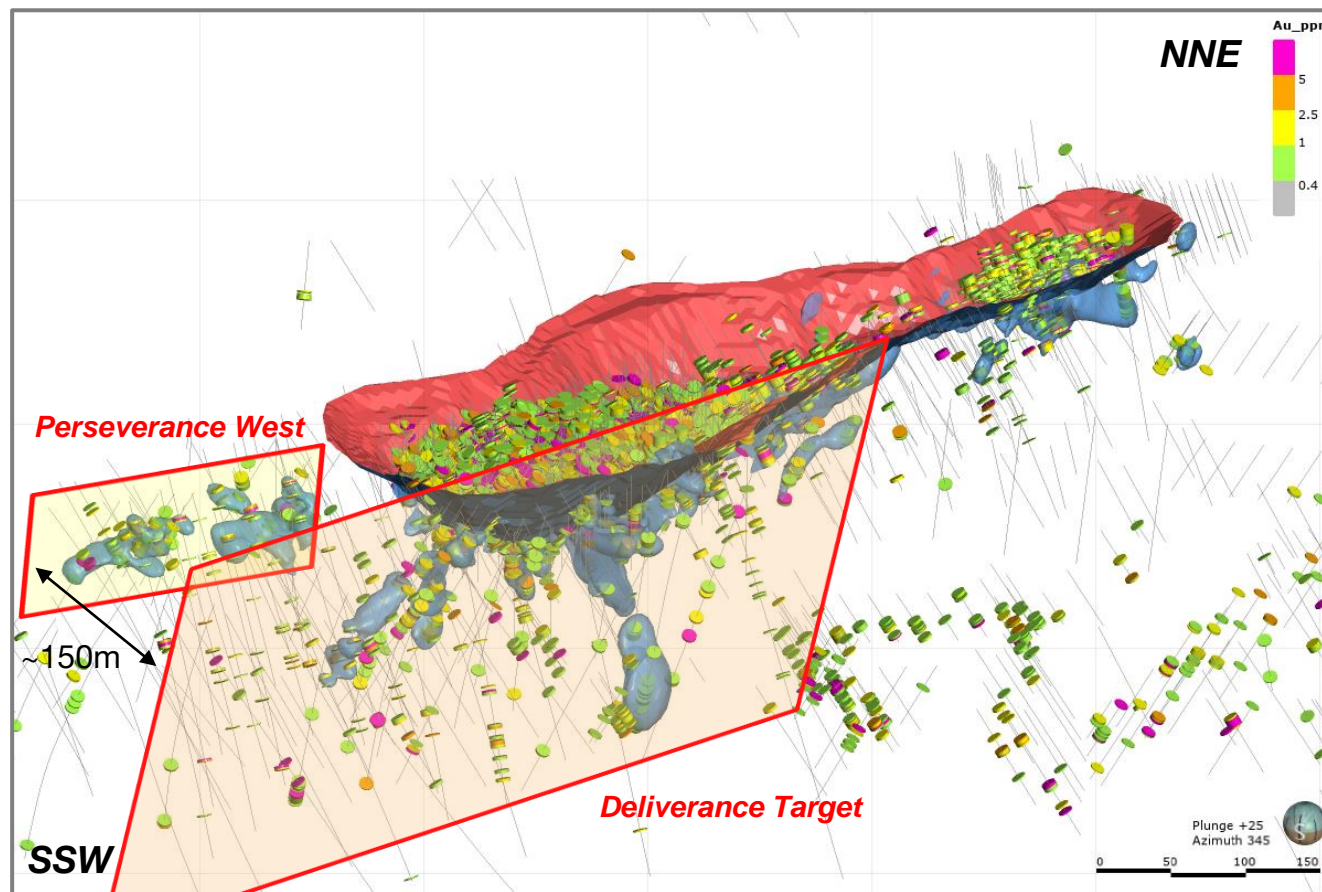 Au_ppm
NNE
5
2.5
1
0.4
Perseverance West
~150m
Deliverance Target
SSW
Plunge +25
Azimuth 345
S
0 50 100 150